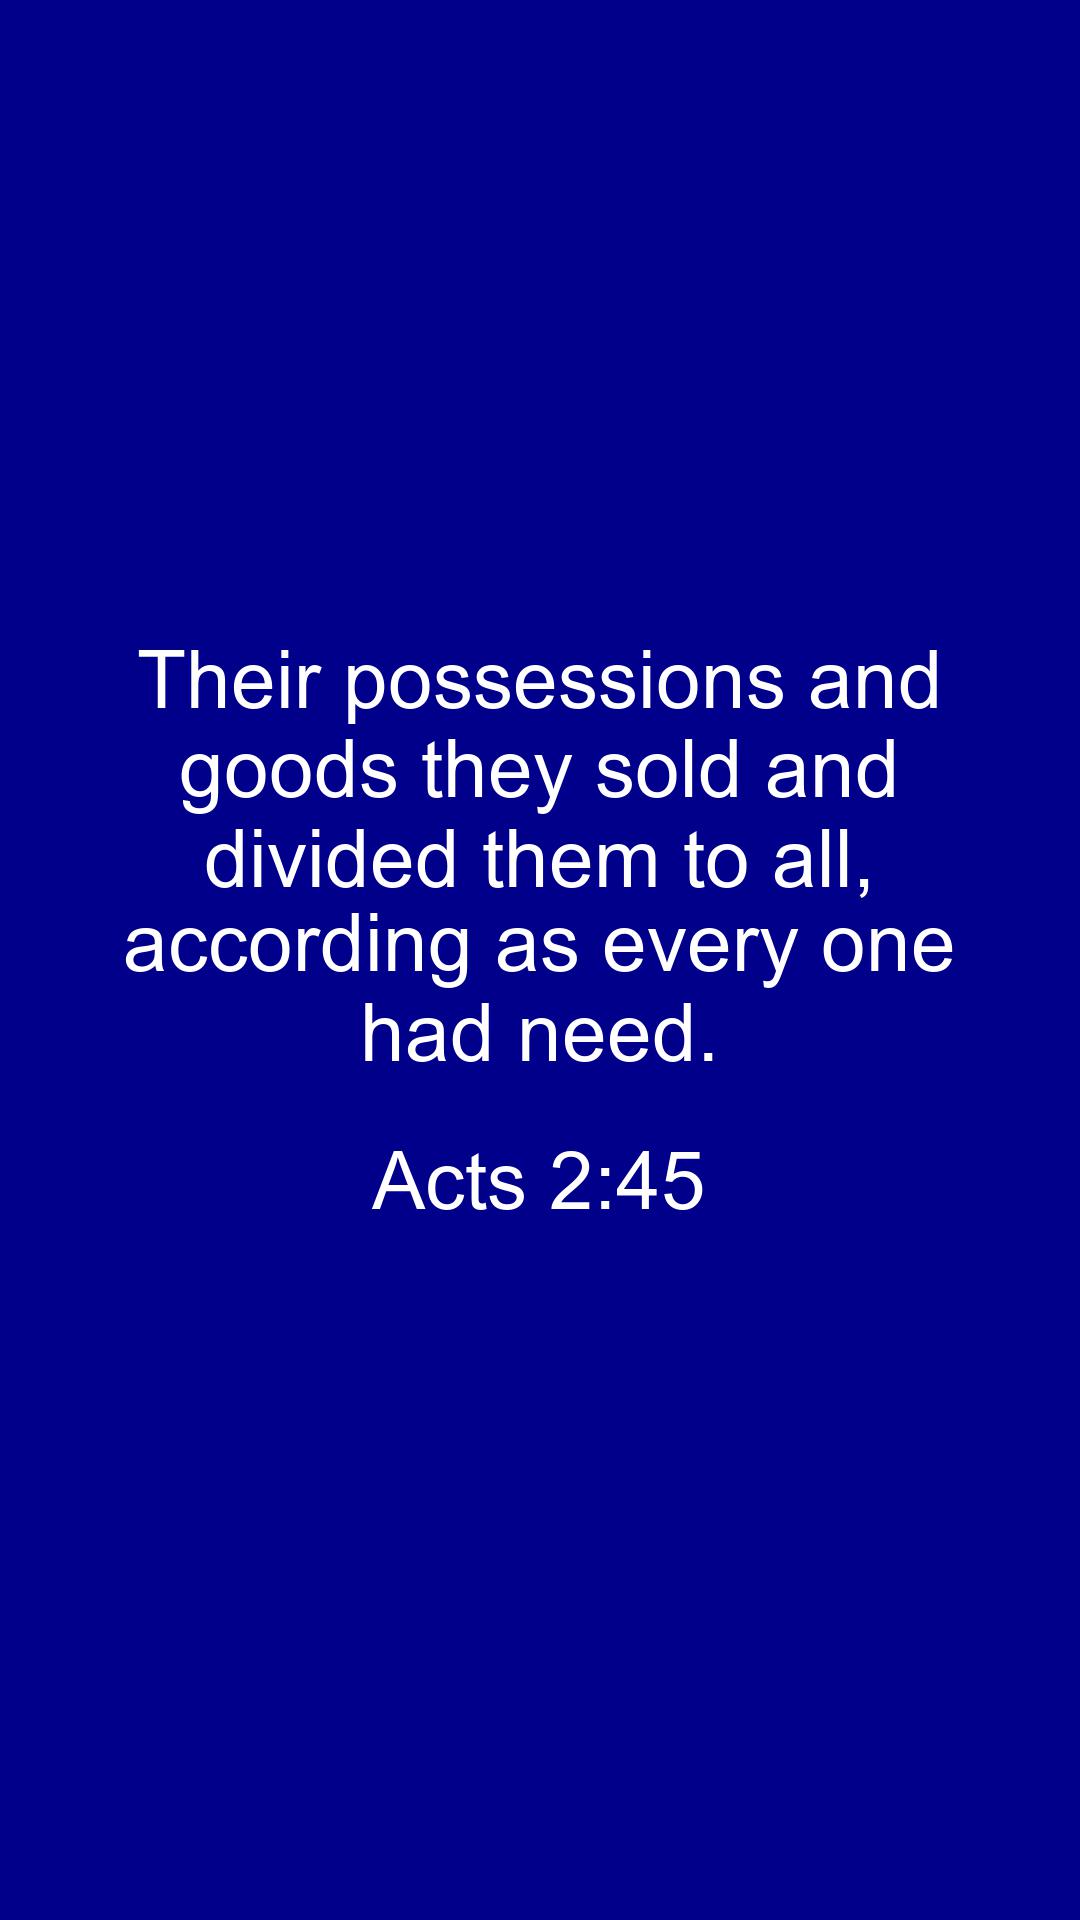 Their possessions and
goods they sold and
divided them to all,
according as every one
had need.
Acts 2:45